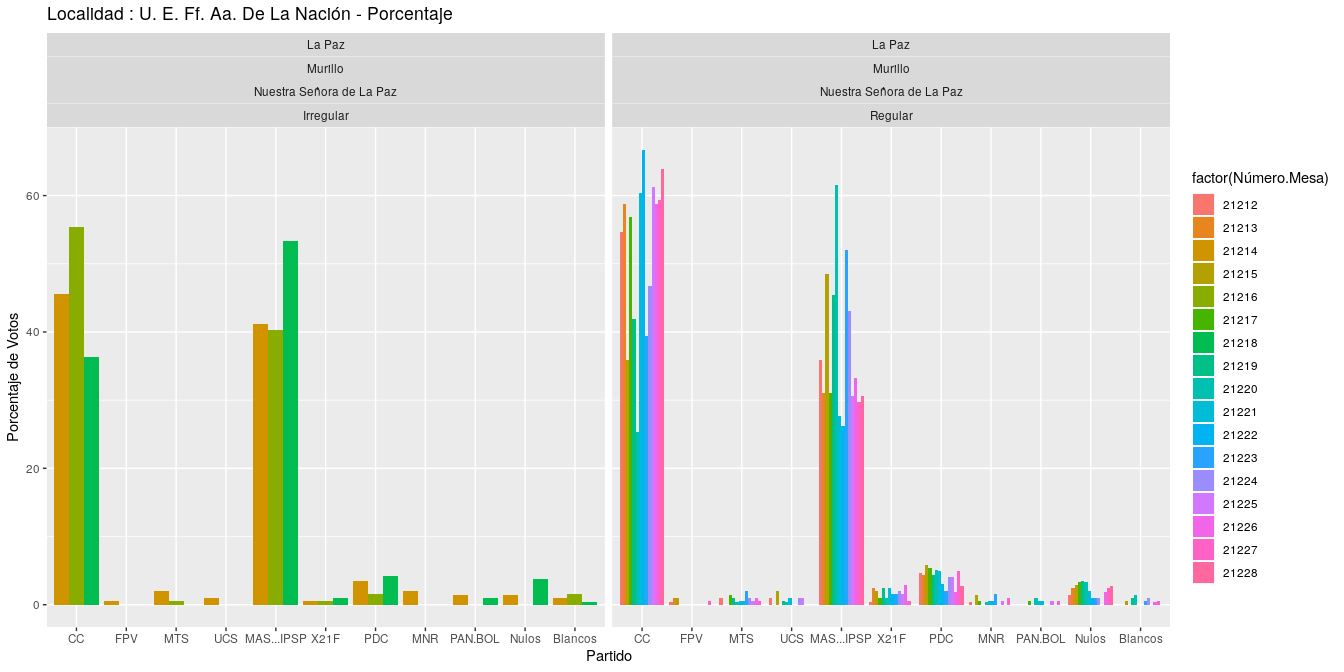 Localidad : U. E. Ff. Aa. De La Nación - Porcentaje
La Paz
Murillo
Nuestra Señora de La Paz
Irregular
La Paz
Murillo
Nuestra Señora de La Paz
Regular
Porcentaje de Votos
60
40
20
0
CC FPV MTS UCS MAS...IPSP X21F PDC MNR PAN.BOL Nulos Blancos
CC FPV MTS UCS MAS...IPSP X21F PDC MNR PAN.BOL Nulos Blancos
Partido
factor(Número.Mesa)
21212
21213
21214
21215
21216
21217
21218
21219
21220
21221
21222
21223
21224
21225
21226
21227
21228